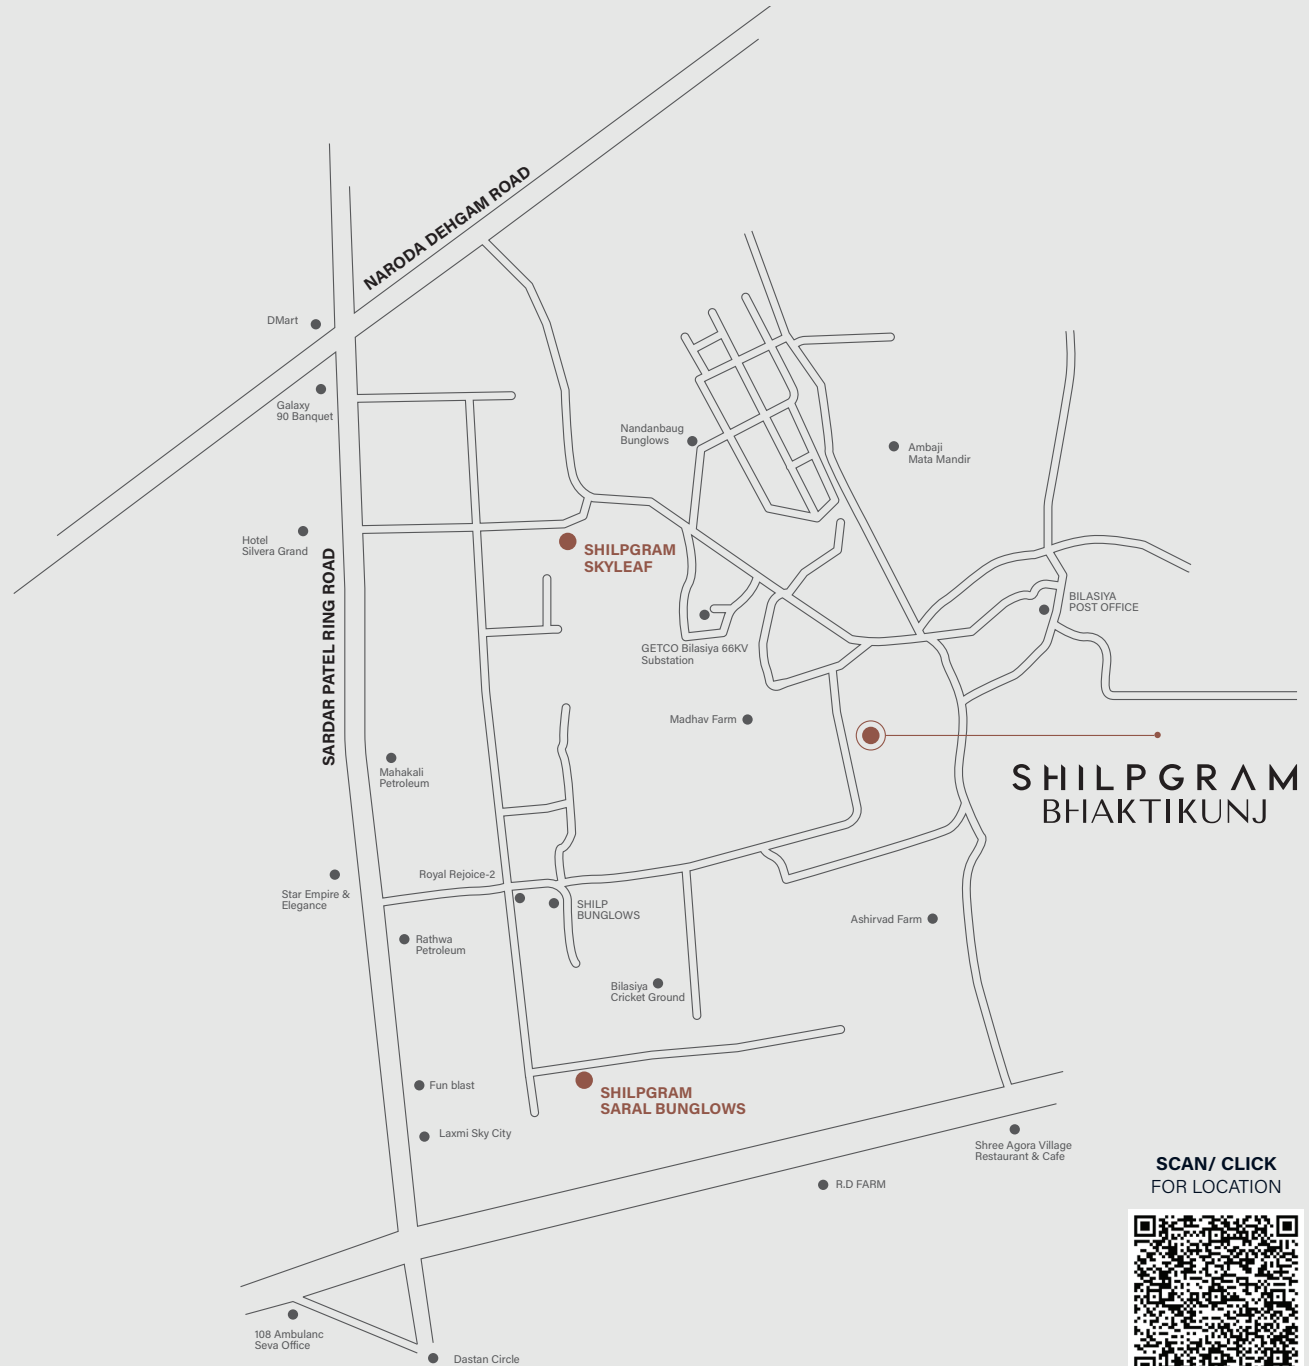 NARODA DEHGAM ROAD
DMart
Galaxy
90 Banquet
Nandanbaug
Bunglows
Ambaji
Mata Mandir
Hotel
Silvera Grand
SHILPGRAM
SKYLEAF
SARDAR PATEL RING ROAD
BILASIYA
POST OFFICE
GETCO Bilasiya 66KV
Substation
Madhav Farm
Mahakali
Petroleum
SHILPGRAM
BHAKTIKUNJ
Royal Rejoice-2
Star Empire &
Elegance
SHILP
BUNGLOWS
Ashirvad Farm
Rathwa
Petroleum
Bilasiya
Cricket Ground
Fun blast
SHILPGRAM
SARAL BUNGLOWS
Laxmi Sky City
Shree Agora Village
Restaurant & Cafe
R.D FARM
SCAN/ CLICK
FOR LOCATION
108 Ambulanc
Seva Office
Dastan Circle